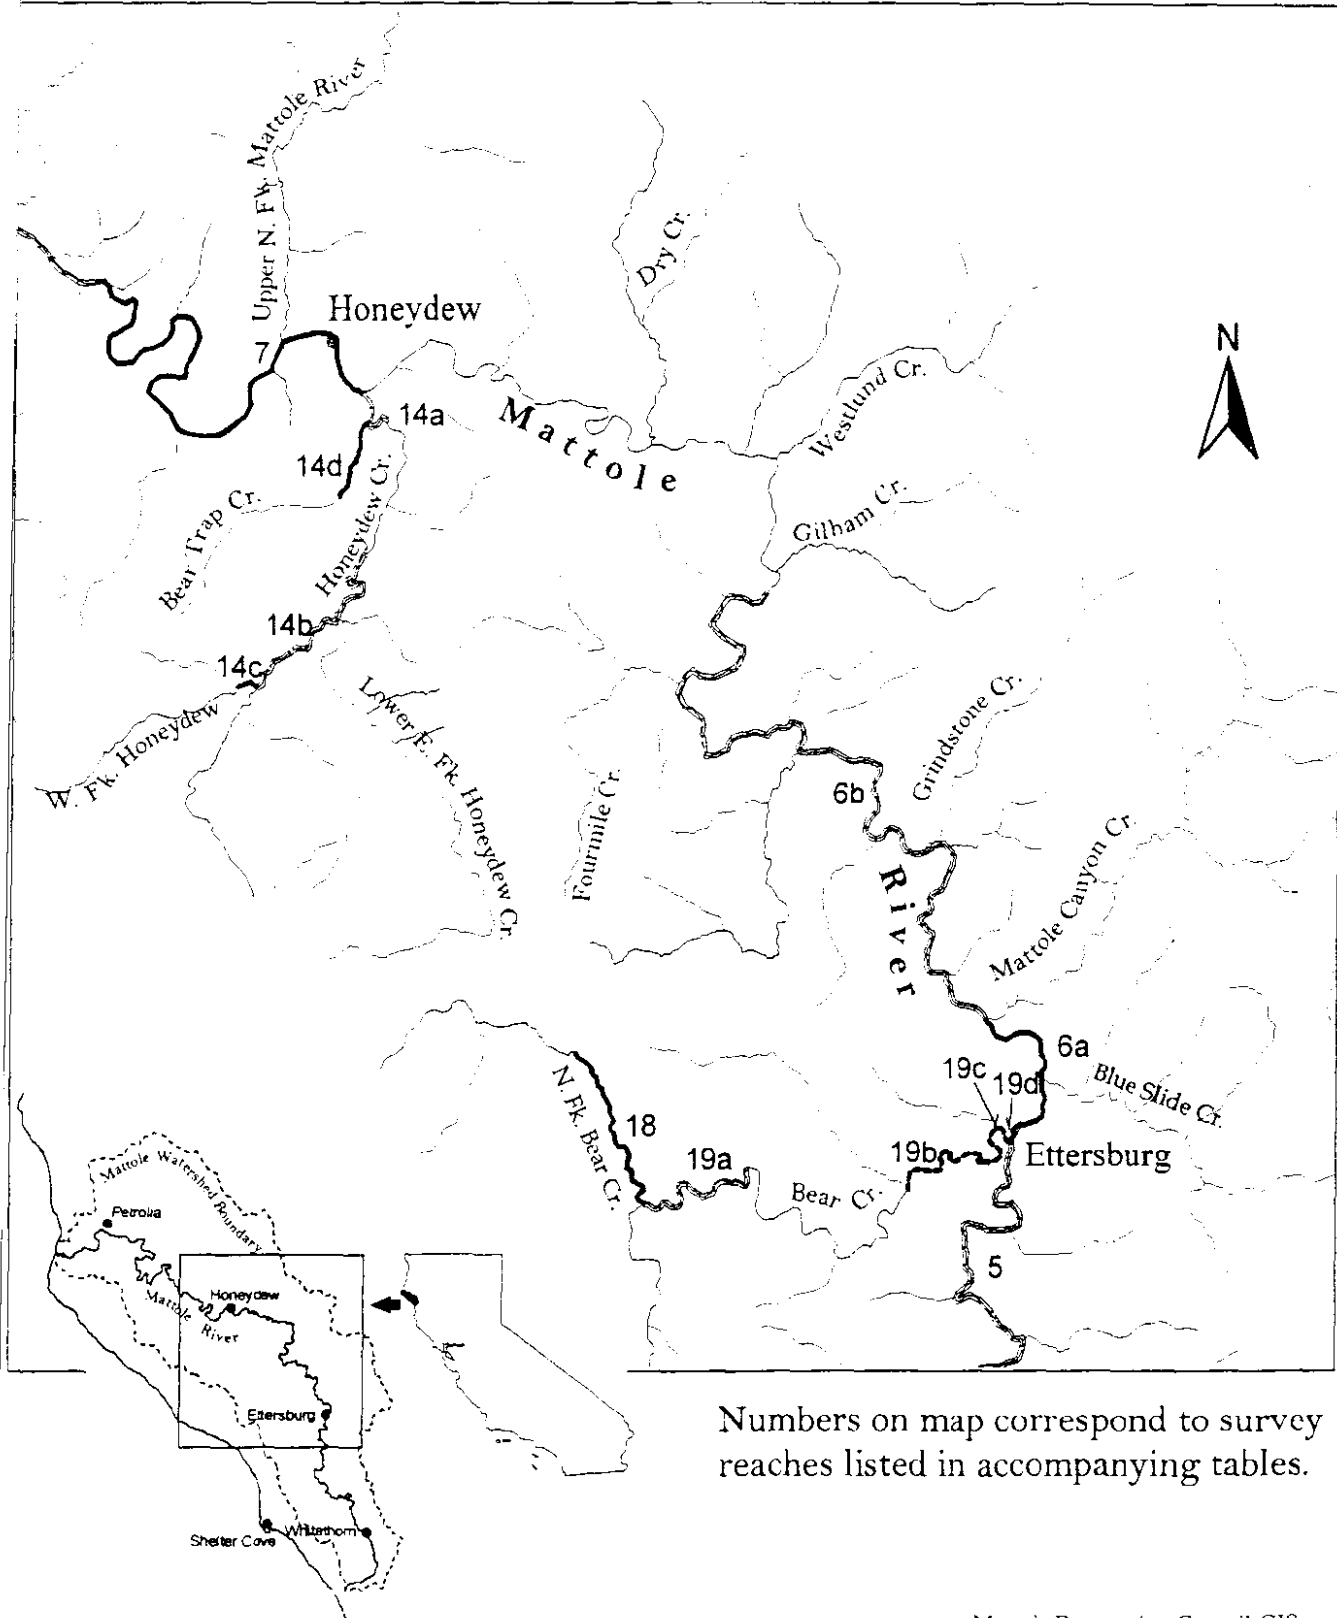 Upper N. Fk. Mattole River
Dry Cr.
Honeydew
N
7
Westlund Cr.
14a
Mattole
14d
Honeydew Cr.
Bear Trap Cr.
Gilham Cr.
14b
14c
Lower E. Fk. Honeydew Cr.
W. Fk. Honeydew
Grindstone Cr.
Fourmile Cr.
6b
Mattole Canyon Cr.
River
6a
19c
19d
Blue Slide Cr.
N. Fk. Bear Cr.
18
19a
19b
Ettersburg
Bear Cr.
5
Mattole Watershed Boundary
Petrolia
Honeydew
Mattole River
Ettersburg
Shelter Cove
Whitethorn
Numbers on map correspond to survey
reaches listed in accompanying tables.